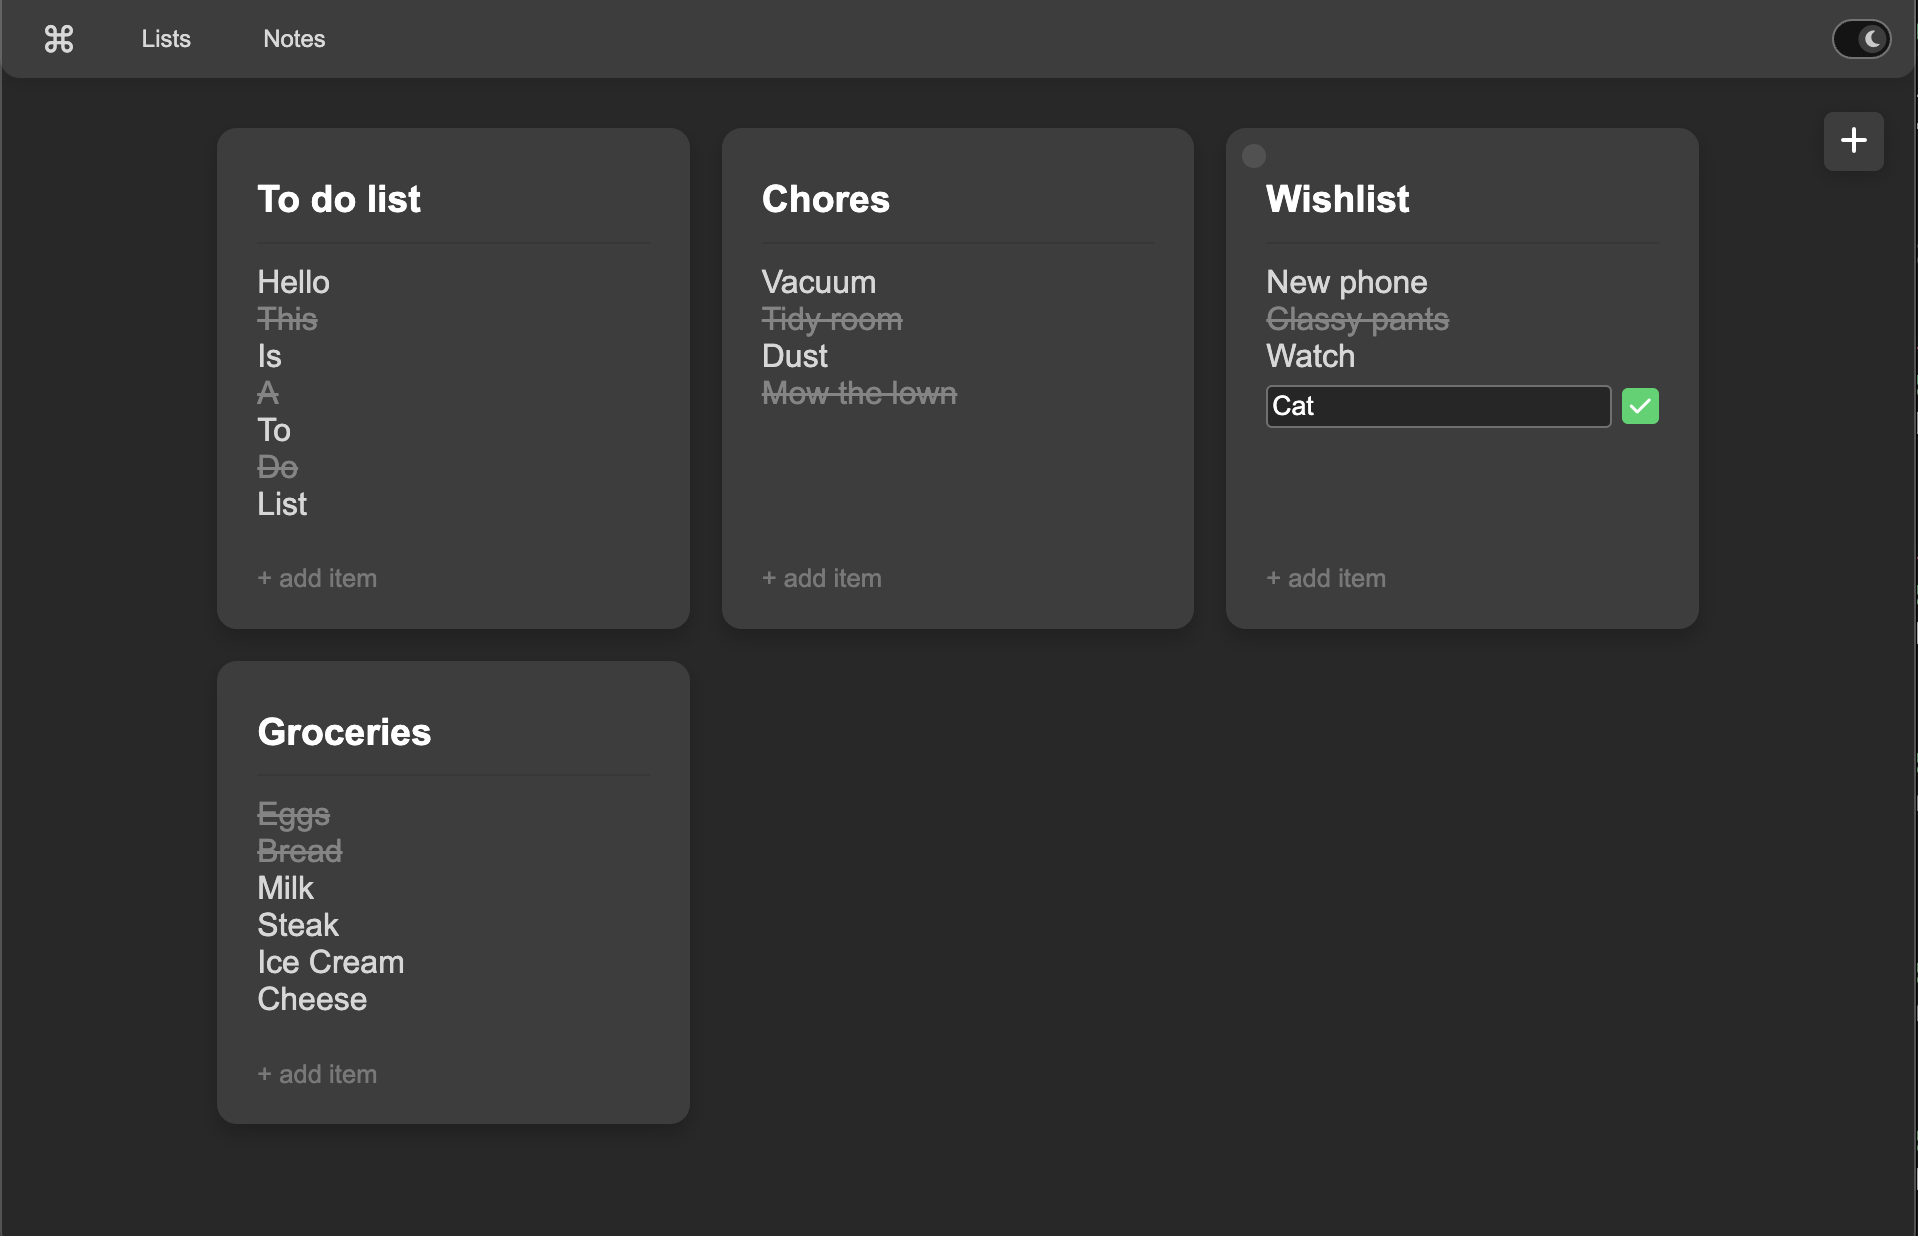 ⌘ Lists Notes
To do list
Hello
This
Is
A
To
Do
List
+ add item
Chores
Vacuum
Tidy room
Dust
Mow the lown
+ add item
Wishlist
New phone
Classy pants
Watch
Cat
+ add item
Groceries
Eggs
Bread
Milk
Steak
Ice Cream
Cheese
+ add item